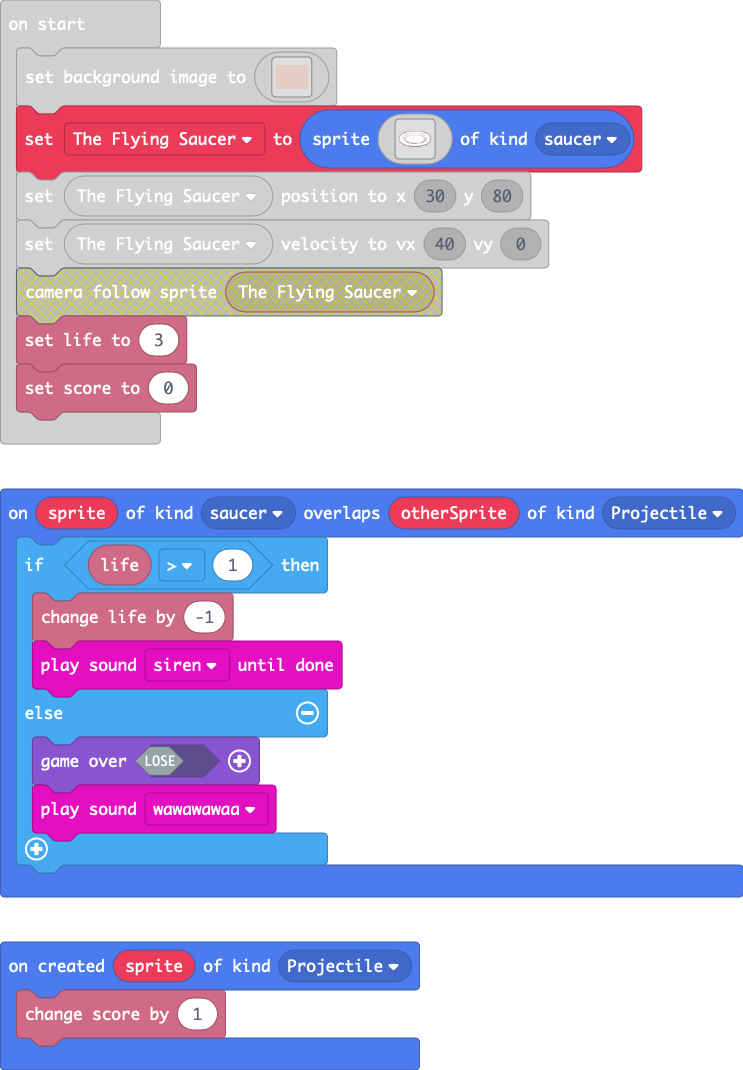 on start
set background image to
set The Flying Saucer to sprite of kind saucer
set The Flying Saucer position to x 30 y 80
set The Flying Saucer velocity to vx 40 vy 0
camera follow sprite The Flying Saucer
set life to 3
set score to 0
on sprite of kind saucer overlaps otherSprite of kind Projectile
if life > 1 then
change life by -1
play sound siren until done
else
game over LOSE
play sound wawawawaa
on created sprite of kind Projectile
change score by 1